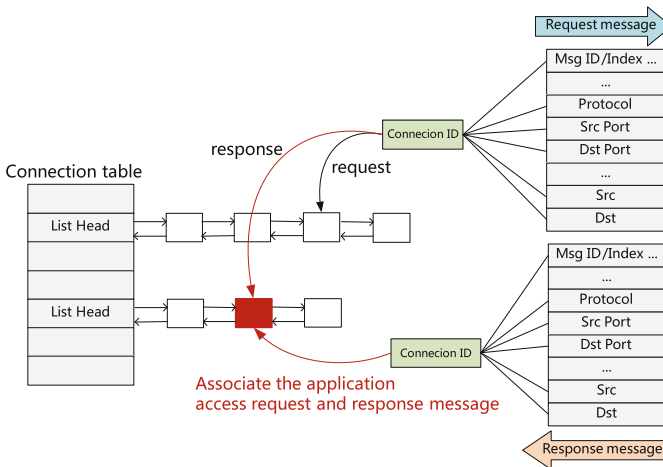 Request message
Msg ID/Index ...
...
Protocol
Src Port
Dst Port
...
Src
Dst
Connecion ID
response
request
Connection table
List Head
List Head
Msg ID/Index ...
...
Protocol
Src Port
Dst Port
...
Src
Dst
Connecion ID
Associate the application
access request and response message
Response message